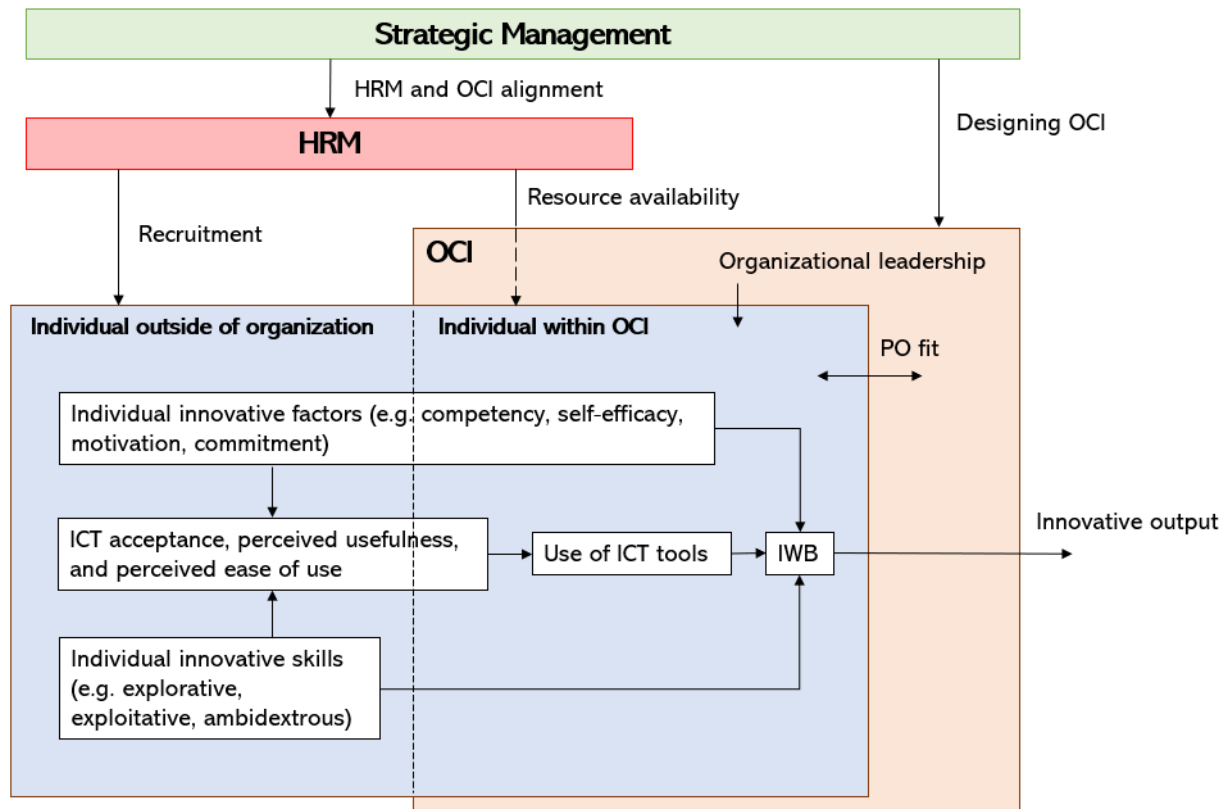 Strategic Management
HRM and OCI alignment
Designing OCI
HRM
Resource availability
Recruitment
OCI
Organizational leadership
Individual outside of organization
Individual within OCI
PO fit
Individual innovative factors (e.g. competency, self-efficacy,
motivation, commitment)
ICT acceptance, perceived usefulness,
and perceived ease of use
Use of ICT tools
IWB
Innovative output
Individual innovative skills
(e.g. explorative,
exploitative, ambidextrous)